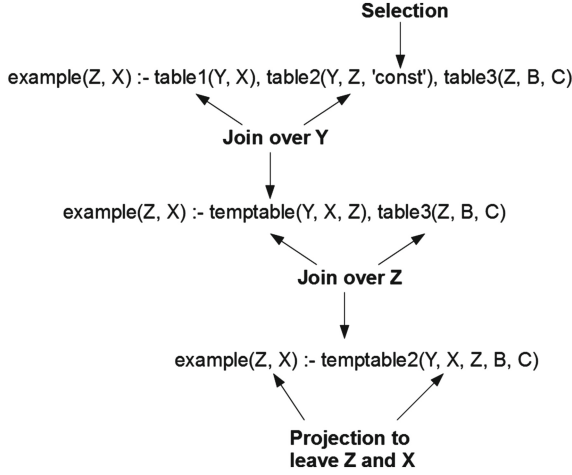 Selection
example(Z, X) :- table1(Y, X), table2(Y, Z, 'const'), table3(Z, B, C)
Join over Y
example(Z, X) :- temptable(Y, X, Z), table3(Z, B, C)
Join over Z
example(Z, X) :- temptable2(Y, X, Z, B, C)
Projection to
leave Z and X